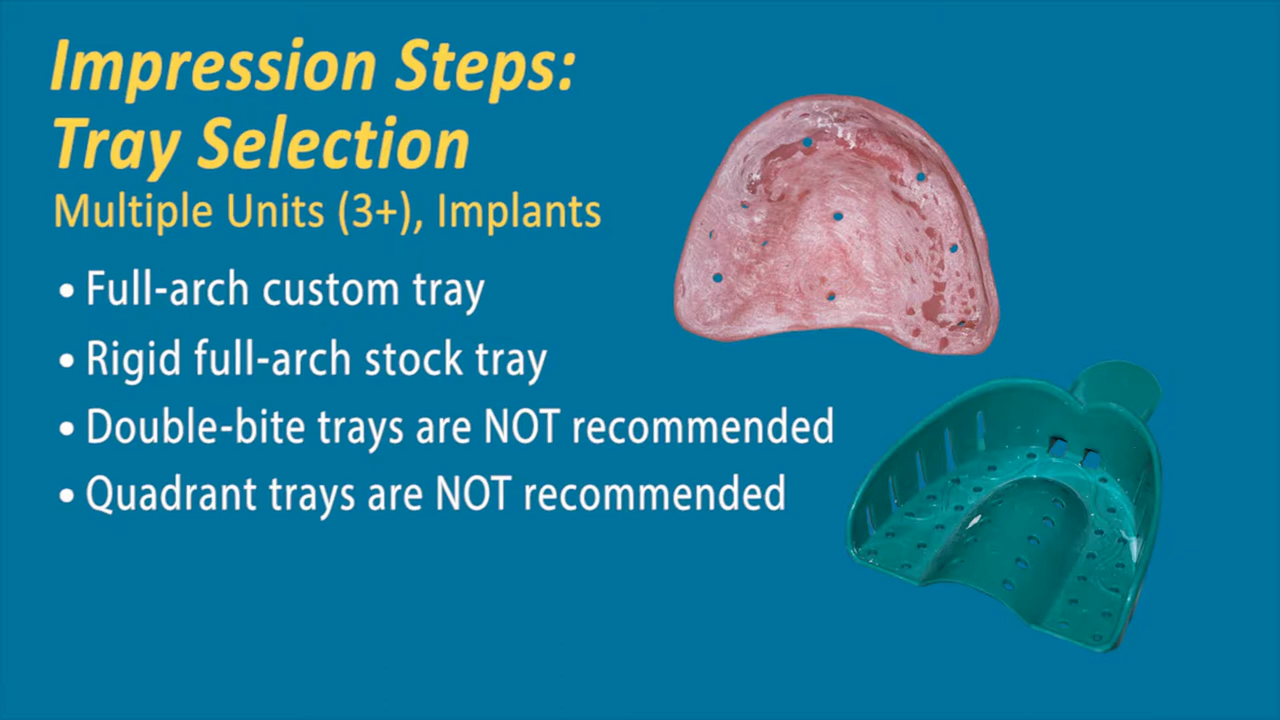 Impression Steps:
Tray Selection
Multiple Units (3+), Implants
• Full-arch custom tray
• Rigid full-arch stock tray
• Double-bite trays are NOT recommended
• Quadrant trays are NOT recommended